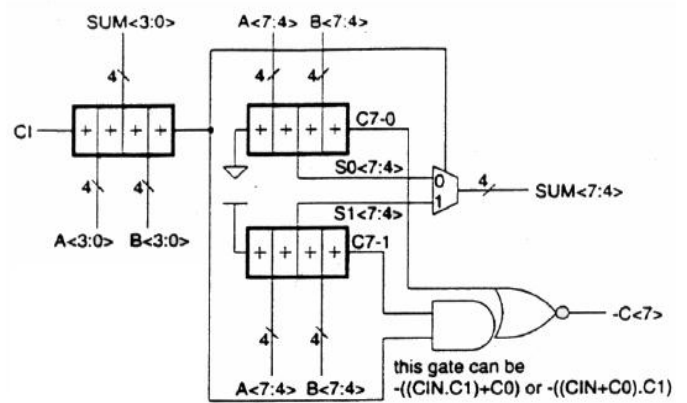 SUM<3:0>
A<7:4> B<7:4>
4
4
4
CI
+ + + +
+ + + +
C7-0
4
4
S0<7:4>
0
4
SUM<7:4>
1
S1<7:4>
A<3:0>
B<3:0>
C7-1
+ + + +
-C<7>
4
4
this gate can be
A<7:4>
B<7:4>
-((CIN.C1)+C0) or -((CIN+C0).C1)